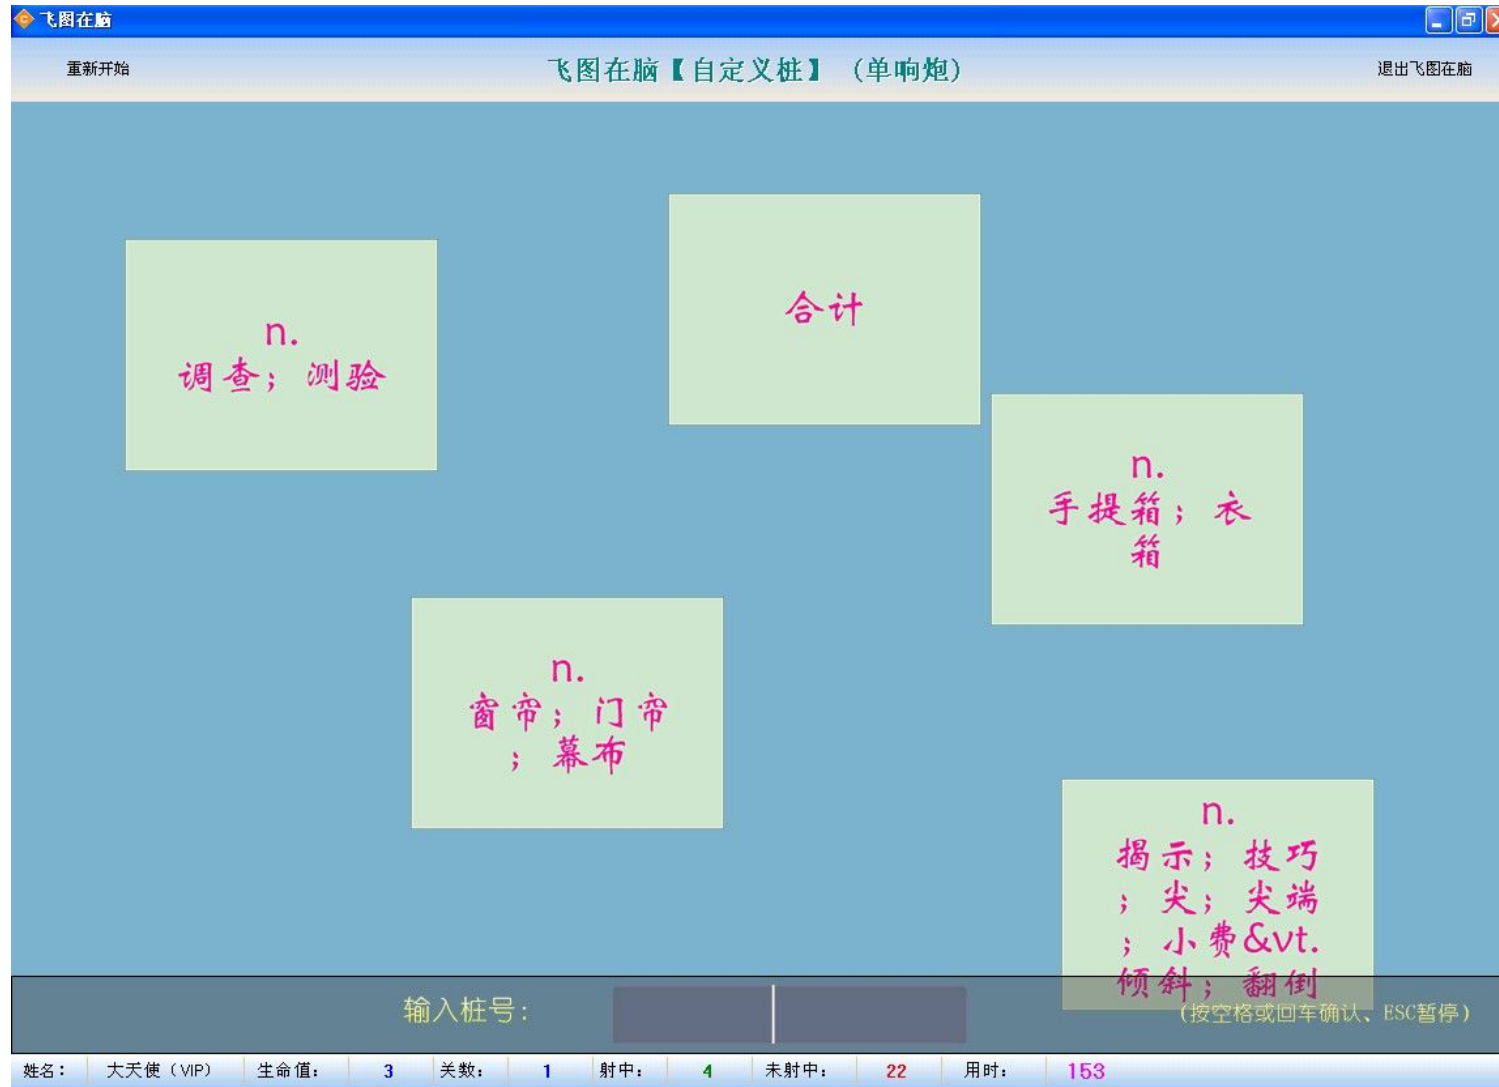 飞图在脑
重新开始
飞图在脑【自定义桩】（单响炮）
退出飞图在脑
合计
n.
调查；测验
n.
手提箱；衣
箱
n.
窗帘；门帘
；幕布
n.
揭示；技巧
；尖；尖端
；小费&vt.
倾斜；翻倒
输入桩号：
（按空格或回车确认、ESC暂停）
姓名： 大天使（VIP） 生命值： 3 关数： 1 射中： 4 未射中： 22 用时： 153